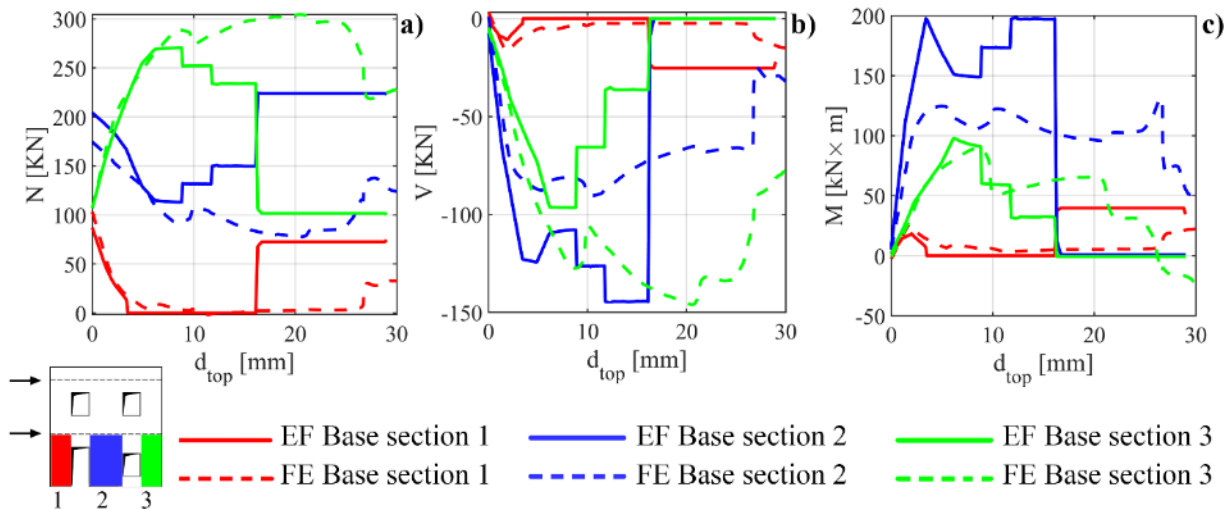 a)
N [KN]
300
250
200
150
100
50
0
0 10 20 30
d_top [mm]
b)
V [KN]
0
-50
-100
-150
0 10 20 30
d_top [mm]
c)
M [kN× m]
200
150
100
50
0
-50
0 10 20 30
d_top [mm]
1 2 3
EF Base section 1 EF Base section 2 EF Base section 3
FE Base section 1 FE Base section 2 FE Base section 3